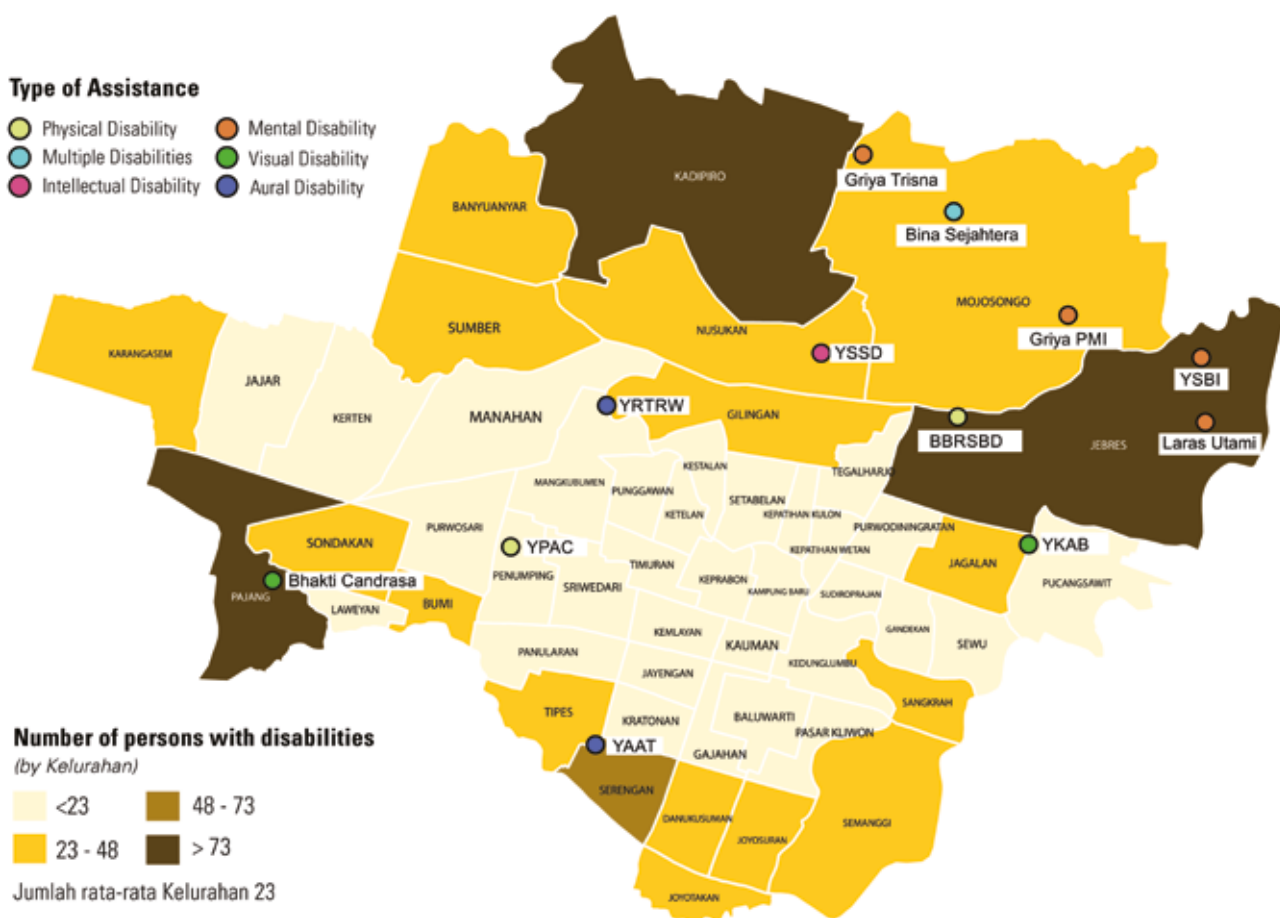 Type of Assistance
Physical Disability
Mental Disability
Multiple Disabilities
Visual Disability
Intellectual Disability
Aural Disability
KADIPIRO
Griya Trisna
BANYUANYAR
Bina Sejahtera
MOJOSONGO
SUMBER
NUSUKAN
Griya PMI
KARANGASEM
YSSD
YSBI
JAJAR
YRTRW
MANAHAN
GILINGAN
KERTEN
BBRSBD
JEBRES
Laras Utami
KESTALAN
TEGALHARJO
MANGKUBUMEN
PUNGGAWAN
SETABELAN
KETELAN
KEPATIHAN KULON
PURWOSARI
PURWODININGRATAN
SONDAKAN
YPAC
KEPATIHAN WETAN
YKAB
JAGALAN
TIMURAN
PENUMPING
SRIWEDARI
KEPRABON
Bhakti Candrasa
PUCANGSAWIT
PAJANG
KAMPUNG BARU
SUDIROPRAJAN
LAWEYAN
BUMI
KEMLAYAN
GANDEKAN
KAUMAN
SEWU
PANULARAN
KEDUNGLUMBU
JAYENGAN
SANGKRAH
TIPES
KRATONAN
BALUWARTI
PASAR KLIWON
YAAT
GAJAHAN
SERENGAN
DANUKUSUMAN
SEMANGGI
JOYOSURAN
JOYOTAKAN
Number of persons with disabilities
(by Kelurahan)
<23
48 - 73
23 - 48
> 73
Jumlah rata-rata Kelurahan 23